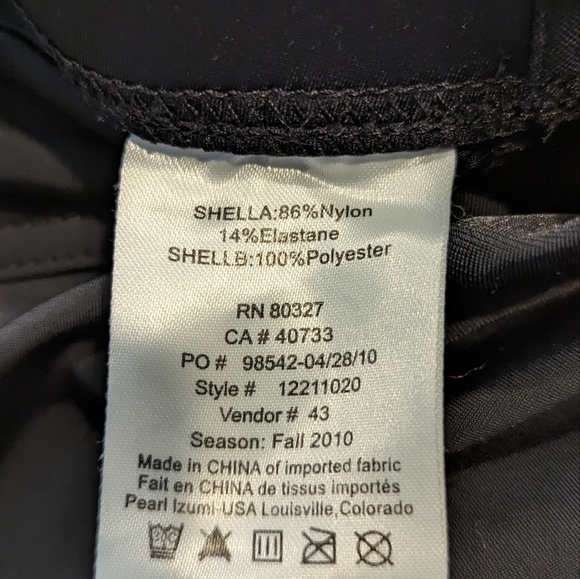 SHELLA:86%Nylon
14%Elastane
SHELLB:100%Polyester
RN 80327
CA # 40733
PO # 98542-04/28/10
Style # 12211020
Vendor # 43
Season: Fall 2010
Made in CHINA of imported fabric
Fait en CHINA de tissus importés
Pearl Izumi-USA Louisville,Colorado